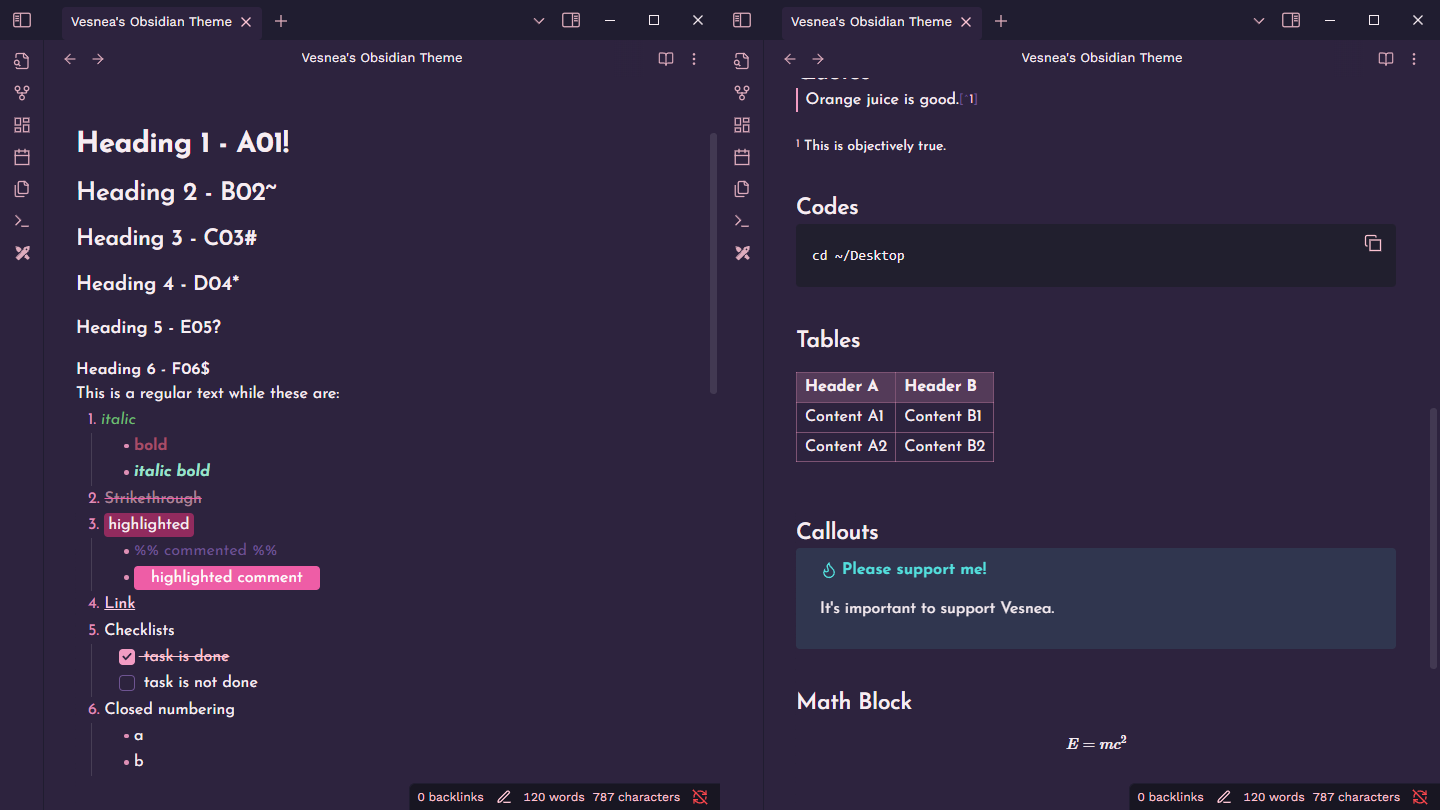 Vesnea's Obsidian Theme
Vesnea's Obsidian Theme
Heading 1 - A01!
Heading 2 - B02~
Heading 3 - C03#
Heading 4 - D04*
Heading 5 - E05?
Heading 6 - F06$
This is a regular text while these are:
1. italic
• bold
• italic bold
2. Strikethrough
3. highlighted
• %% commented %%
• highlighted comment
4. Link
5. Checklists
task is done
task is not done
6. Closed numbering
• a
• b
0 backlinks 120 words 787 characters
Vesnea's Obsidian Theme
Vesnea's Obsidian Theme
Orange juice is good.[1]
1 This is objectively true.
Codes
cd ~/Desktop
Tables
Header A Header B
Content A1 Content B1
Content A2 Content B2
Callouts
Please support me!
It's important to support Vesnea.
Math Block
E = mc²
0 backlinks 120 words 787 characters